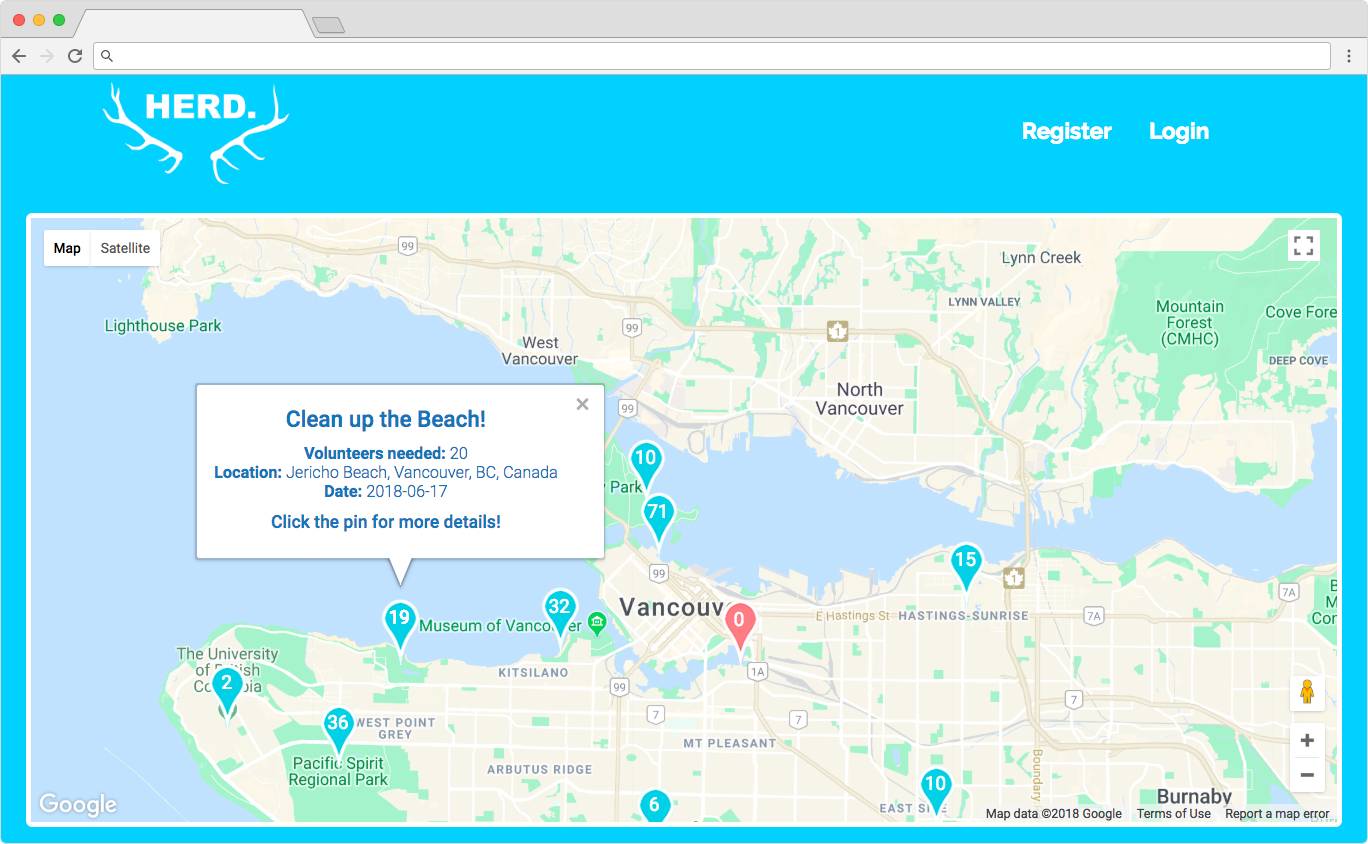 HERD.
Register
Login
Map
Satellite
99
Lynn Creek
LYNN VALLEY
Mountain
Forest
(CMHC)
Cove Fore
Lighthouse Park
99
1
West
Vancouver
DEEP COVE
North
Vancouver
99
Clean up the Beach!
Volunteers needed: 20
Location: Jericho Beach, Vancouver, BC, Canada
Date: 2018-06-17
Click the pin for more details!
10
Park
71
15
99
1
7A
19
32
Museum of Vancouver
Vancouv
0
E Hastings St
HASTINGS-SUNRISE
7A
B
M
Cor
The University
of British
Columbia
2
KITSILANO
99
1A
7
7
7
36
WEST POINT
GREY
MT PLEASANT
Pacific Spirit
Regional Park
ARBUTUS RIDGE
Boundary
10
6
EAST SIDE
Burnaby
Google
Map data ©2018 Google
Terms of Use
Report a map error